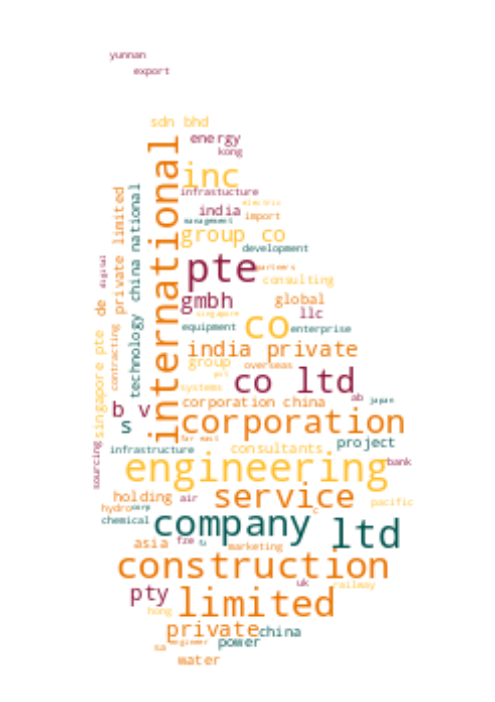 yunnan
export
sdn bhd
energy
kong
international
inc
infrastucture
electric
india
import
management
group co
development
pte
partners
consulting
gmbh
global
singapore
llc
co
equipment
enterprise
india private
group
overseas
co ltd
systems
private limited
technology china national
digital
singapore pte de
contracting
b v
s
corporation china
ab
japan
corporation
far east
project
infrastructure
consultants
sourcing
engineering
bank
holding
air
service
pacific
hydro
corp
c
chemical
company ltd
asia
fze
marketing
construction
uk
railway
pty
limited
hong
private
china
engineer
power
sa
water